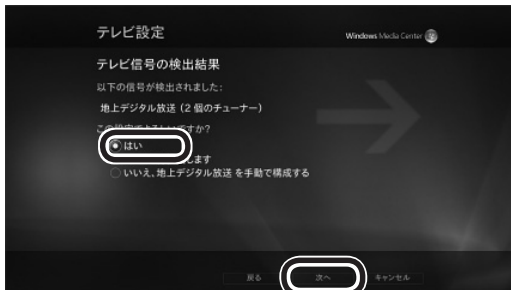 テレビ設定
Windows Media Center
テレビ信号の検出結果
以下の信号が検出されました:
地上デジタル放送 (2 個のチューナー)
この設定でよろしいですか?
はい
します
いいえ、地上デジタル放送 を手動で構成する
戻る
次へ
キャンセル